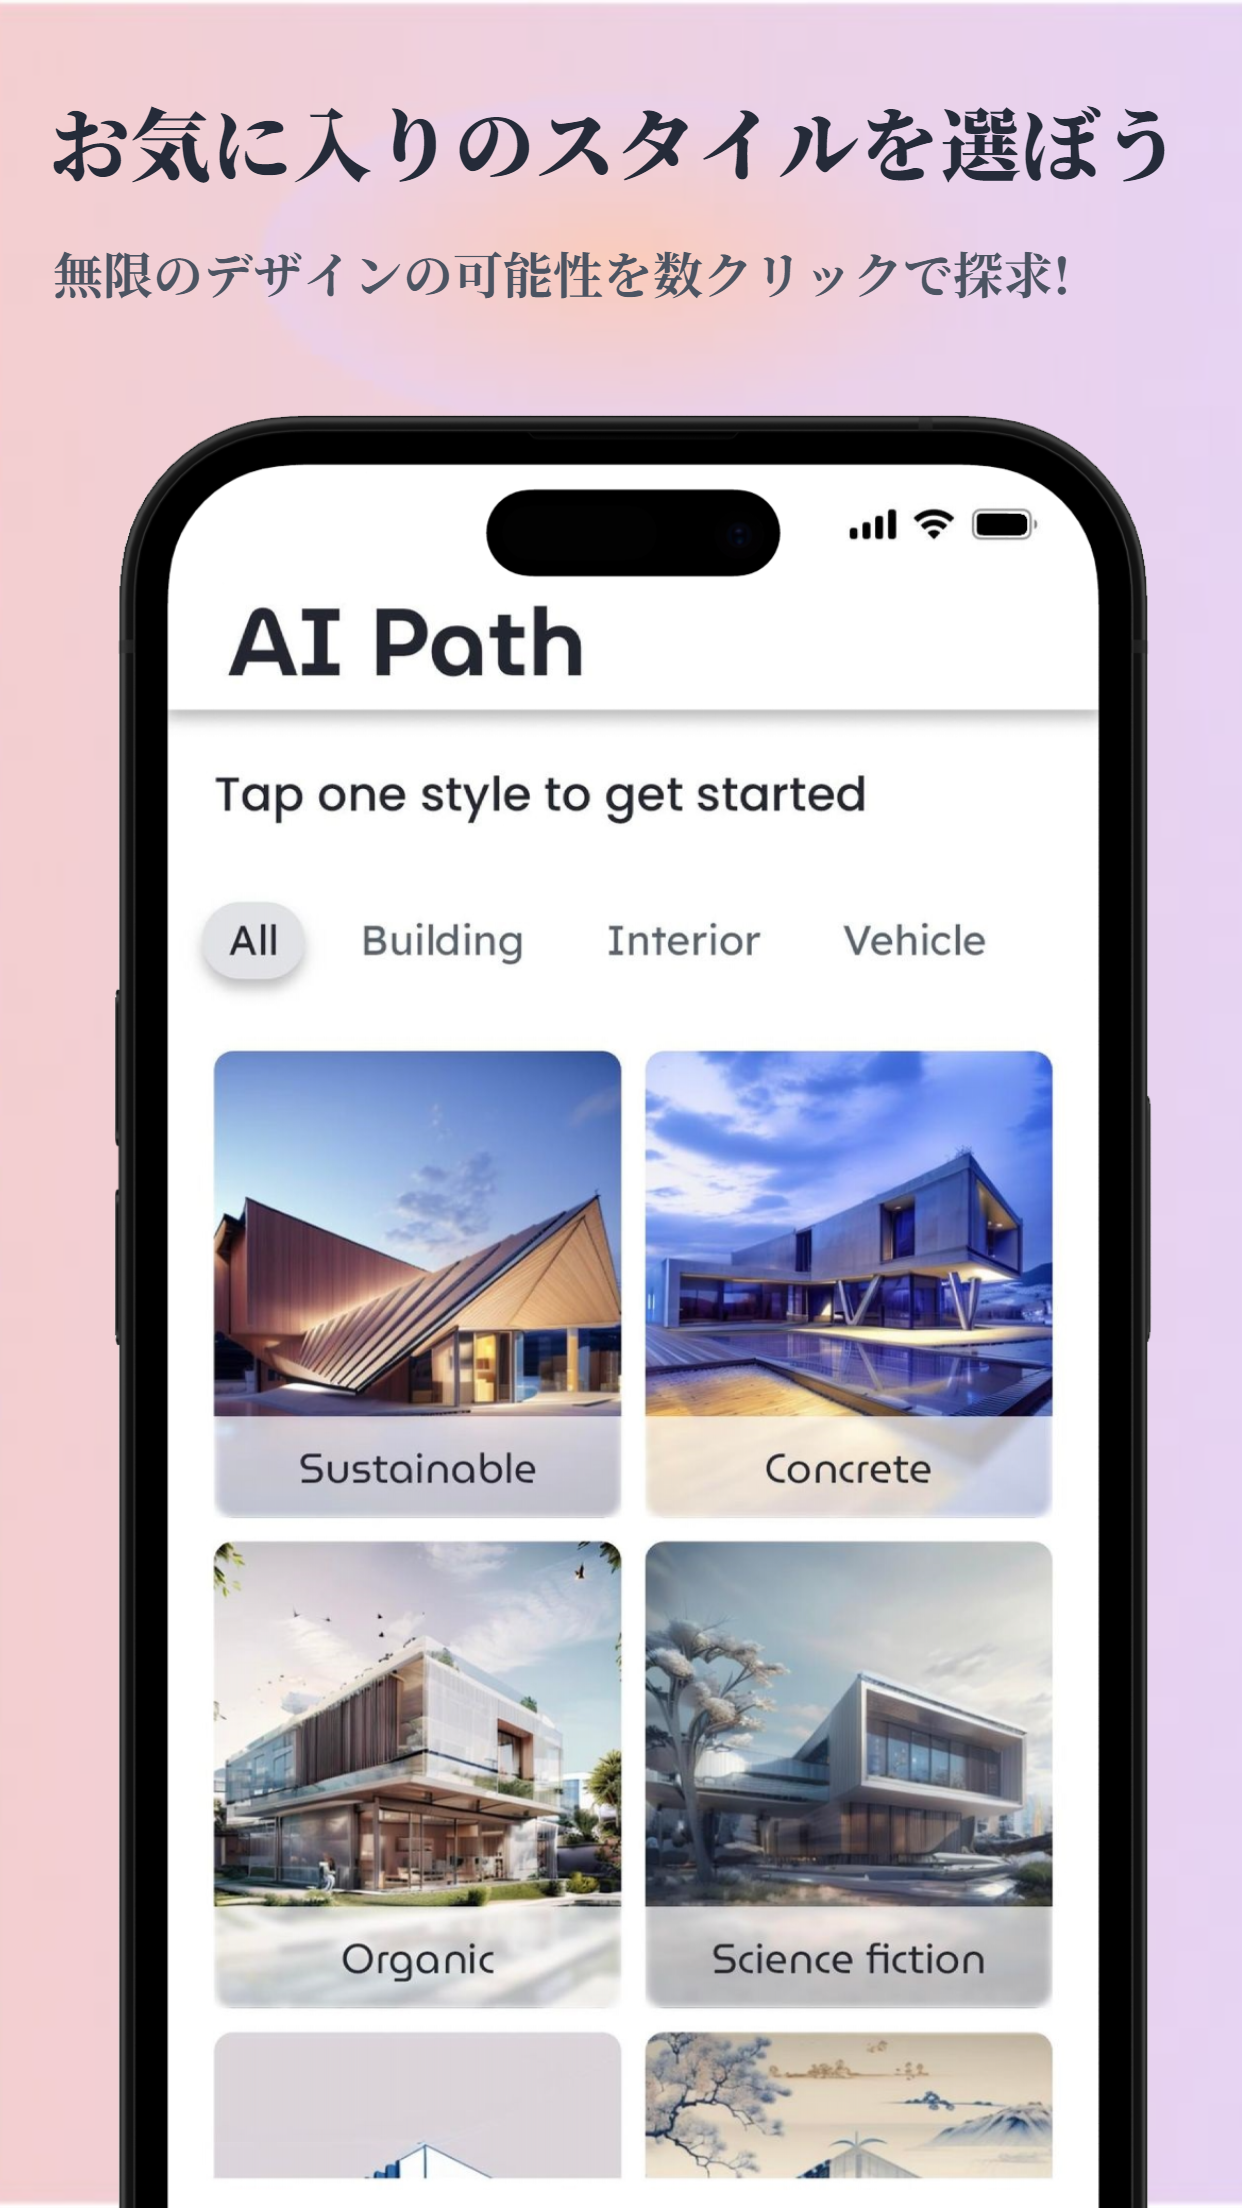 お気に入りのスタイルを選ぼう
無限のデザインの可能性を数クリックで探求!
AI Path
Tap one style to get started
All Building Interior Vehicle
Sustainable Concrete
Organic Science fiction